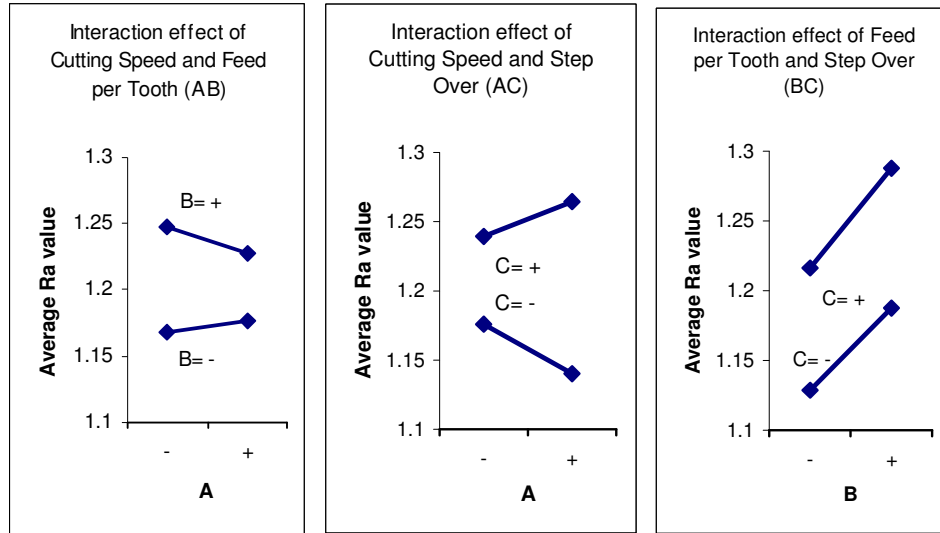 Interaction effect of
Cutting Speed and Feed
per Tooth (AB)
1.3
1.25
1.2
1.15
1.1
Average Ra value
B= +
B= -
- +
A
Interaction effect of
Cutting Speed and Step
Over (AC)
1.3
1.25
1.2
1.15
1.1
Average Ra value
C= +
C= -
- +
A
Interaction effect of Feed
per Tooth and Step Over
(BC)
1.3
1.25
1.2
1.15
1.1
Average Ra value
C= +
C= -
- +
B